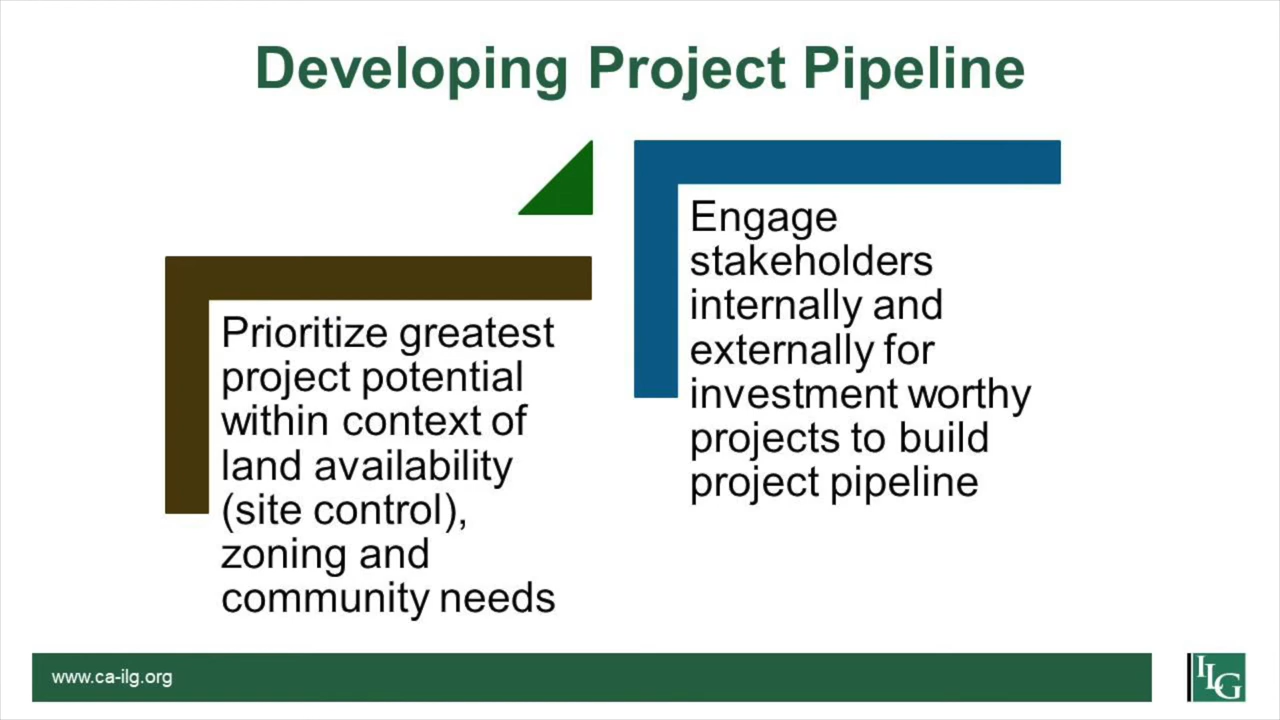 Developing Project Pipeline
Prioritize greatest
project potential
within context of
land availability
(site control),
zoning and
community needs
Engage
stakeholders
internally and
externally for
investment worthy
projects to build
project pipeline
www.ca-ilg.org
ILG